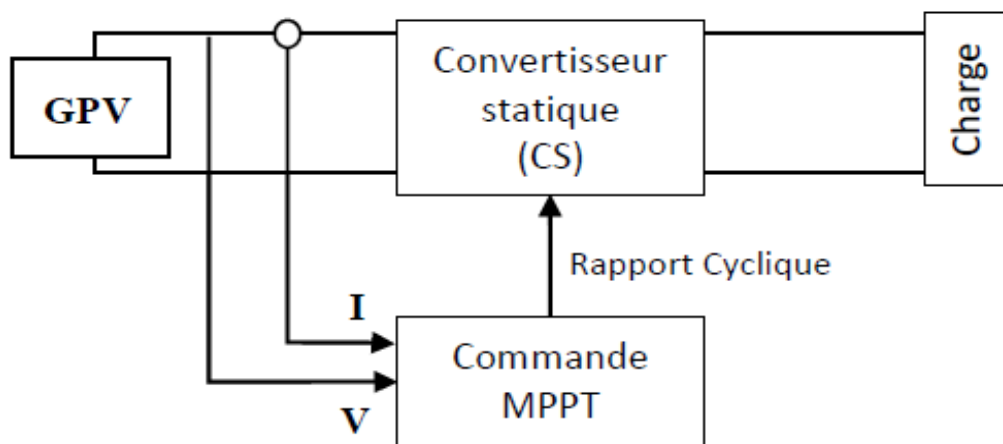 GPV
Convertisseur
statique
(CS)
Charge
Rapport Cyclique
I
V
Commande
MPPT